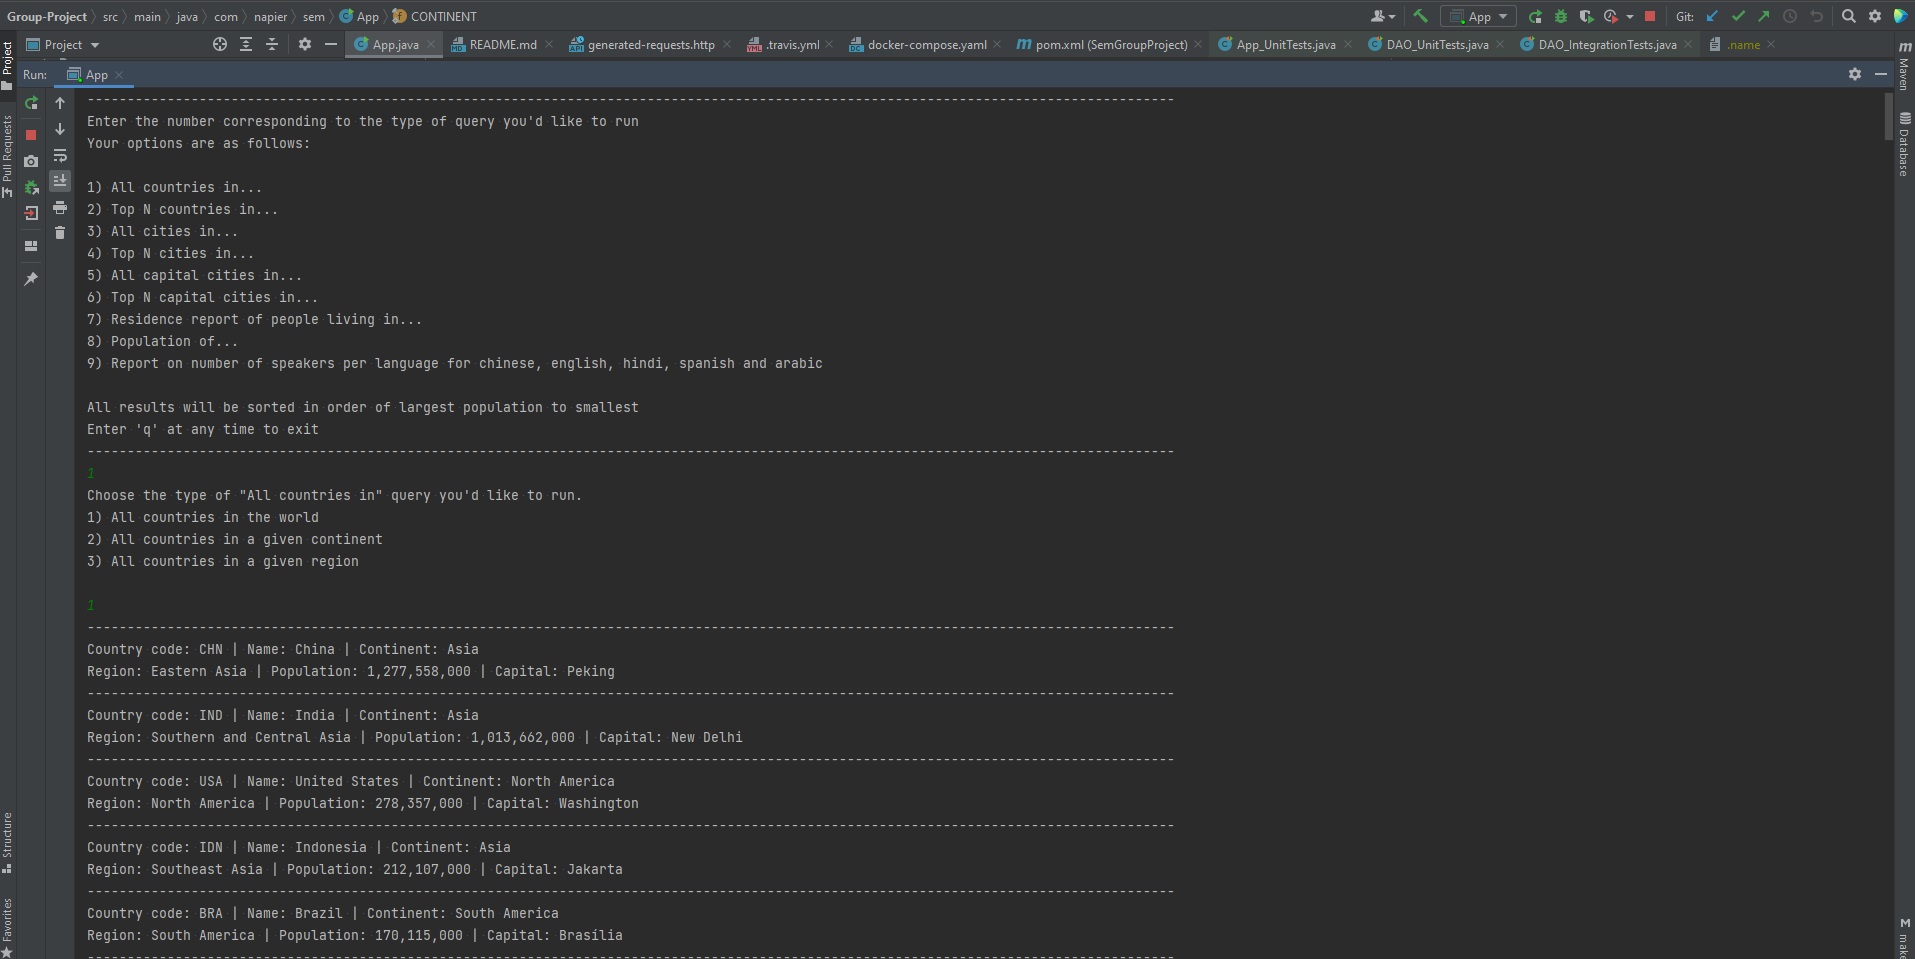 Group-Project src main java com napier sem App CONTINENT App Git:
Project App.java README.md generated-requests.http .travis.yml docker-compose.yaml pom.xml (SemGroupProject) App_UnitTests.java DAO_UnitTests.java DAO_IntegrationTests.java .name
Run: App
Project
Pull Requests
Structure
Favorites
Maven
Database
make
--------------------------------------------------------------------------------------------------------------------------------------------
Enter the number corresponding to the type of query you'd like to run
Your options are as follows:
1) All countries in...
2) Top N countries in...
3) All cities in...
4) Top N cities in...
5) All capital cities in...
6) Top N capital cities in...
7) Residence report of people living in...
8) Population of...
9) Report on number of speakers per language for chinese, english, hindi, spanish and arabic
All results will be sorted in order of largest population to smallest
Enter 'q' at any time to exit
--------------------------------------------------------------------------------------------------------------------------------------------
1
Choose the type of "All countries in" query you'd like to run.
1) All countries in the world
2) All countries in a given continent
3) All countries in a given region
1
--------------------------------------------------------------------------------------------------------------------------------------------
Country code: CHN | Name: China | Continent: Asia
Region: Eastern Asia | Population: 1,277,558,000 | Capital: Peking
--------------------------------------------------------------------------------------------------------------------------------------------
Country code: IND | Name: India | Continent: Asia
Region: Southern and Central Asia | Population: 1,013,662,000 | Capital: New Delhi
--------------------------------------------------------------------------------------------------------------------------------------------
Country code: USA | Name: United States | Continent: North America
Region: North America | Population: 278,357,000 | Capital: Washington
--------------------------------------------------------------------------------------------------------------------------------------------
Country code: IDN | Name: Indonesia | Continent: Asia
Region: Southeast Asia | Population: 212,107,000 | Capital: Jakarta
--------------------------------------------------------------------------------------------------------------------------------------------
Country code: BRA | Name: Brazil | Continent: South America
Region: South America | Population: 170,115,000 | Capital: Brasília
--------------------------------------------------------------------------------------------------------------------------------------------